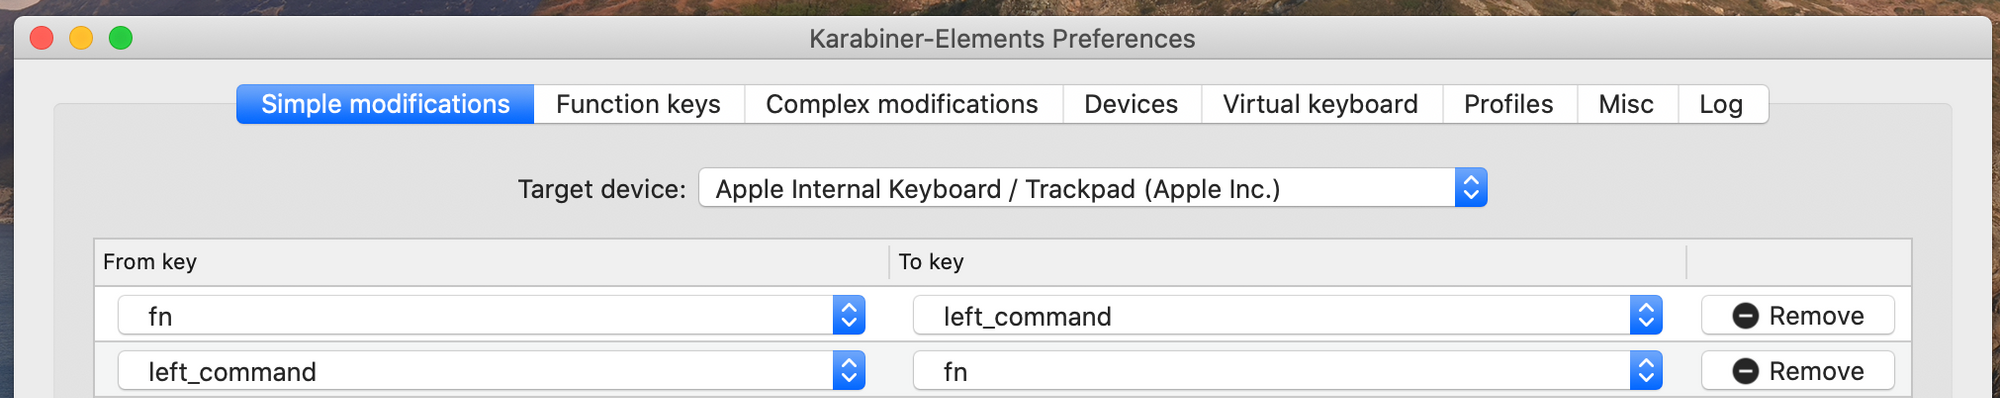 Karabiner-Elements Preferences
Simple modifications Function keys Complex modifications Devices Virtual keyboard Profiles Misc Log
Target device: Apple Internal Keyboard / Trackpad (Apple Inc.)
From key To key
fn left_command Remove
left_command fn Remove